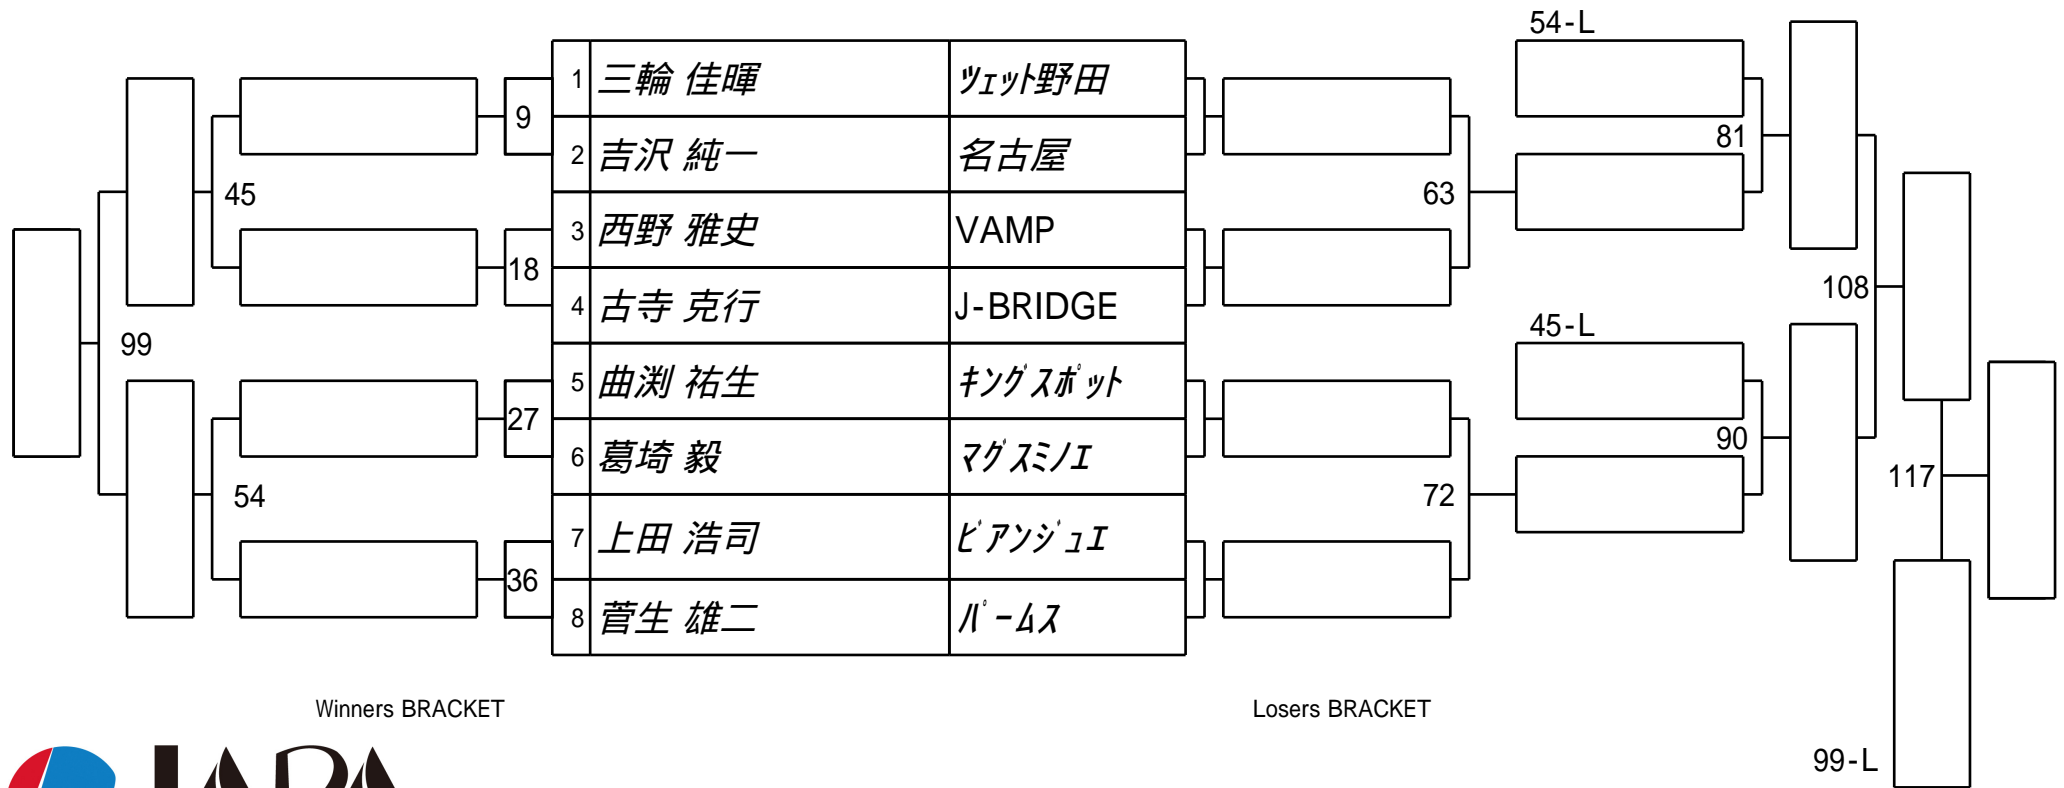 54-L
1 三輪 佳暉 ツェット野田
9
81
2 吉沢 純一 名古屋
45
63
3 西野 雅史 VAMP
18
108
4 古寺 克行 J-BRIDGE
45-L
99
5 曲渕 祐生 キングスポット
27
90
6 葛埼 毅 マグスミノエ
117
54
72
7 上田 浩司 ビアンジュエ
36
8 菅生 雄二 パームス
Winners BRACKET
Losers BRACKET
99-L
JAPA